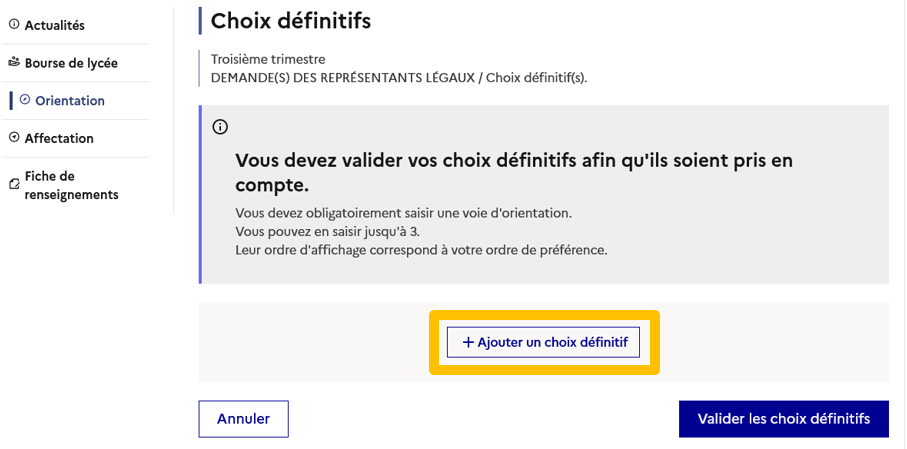 Actualités
Bourse de lycée
Orientation
Affectation
Fiche de
renseignements
Choix définitifs
Troisième trimestre
DEMANDE(S) DES REPRÉSENTANTS LÉGAUX / Choix définitif(s).
Vous devez valider vos choix définitifs afin qu'ils soient pris en
compte.
Vous devez obligatoirement saisir une voie d'orientation.
Vous pouvez en saisir jusqu'à 3.
Leur ordre d'affichage correspond à votre ordre de préférence.
+ Ajouter un choix définitif
Annuler
Valider les choix définitifs